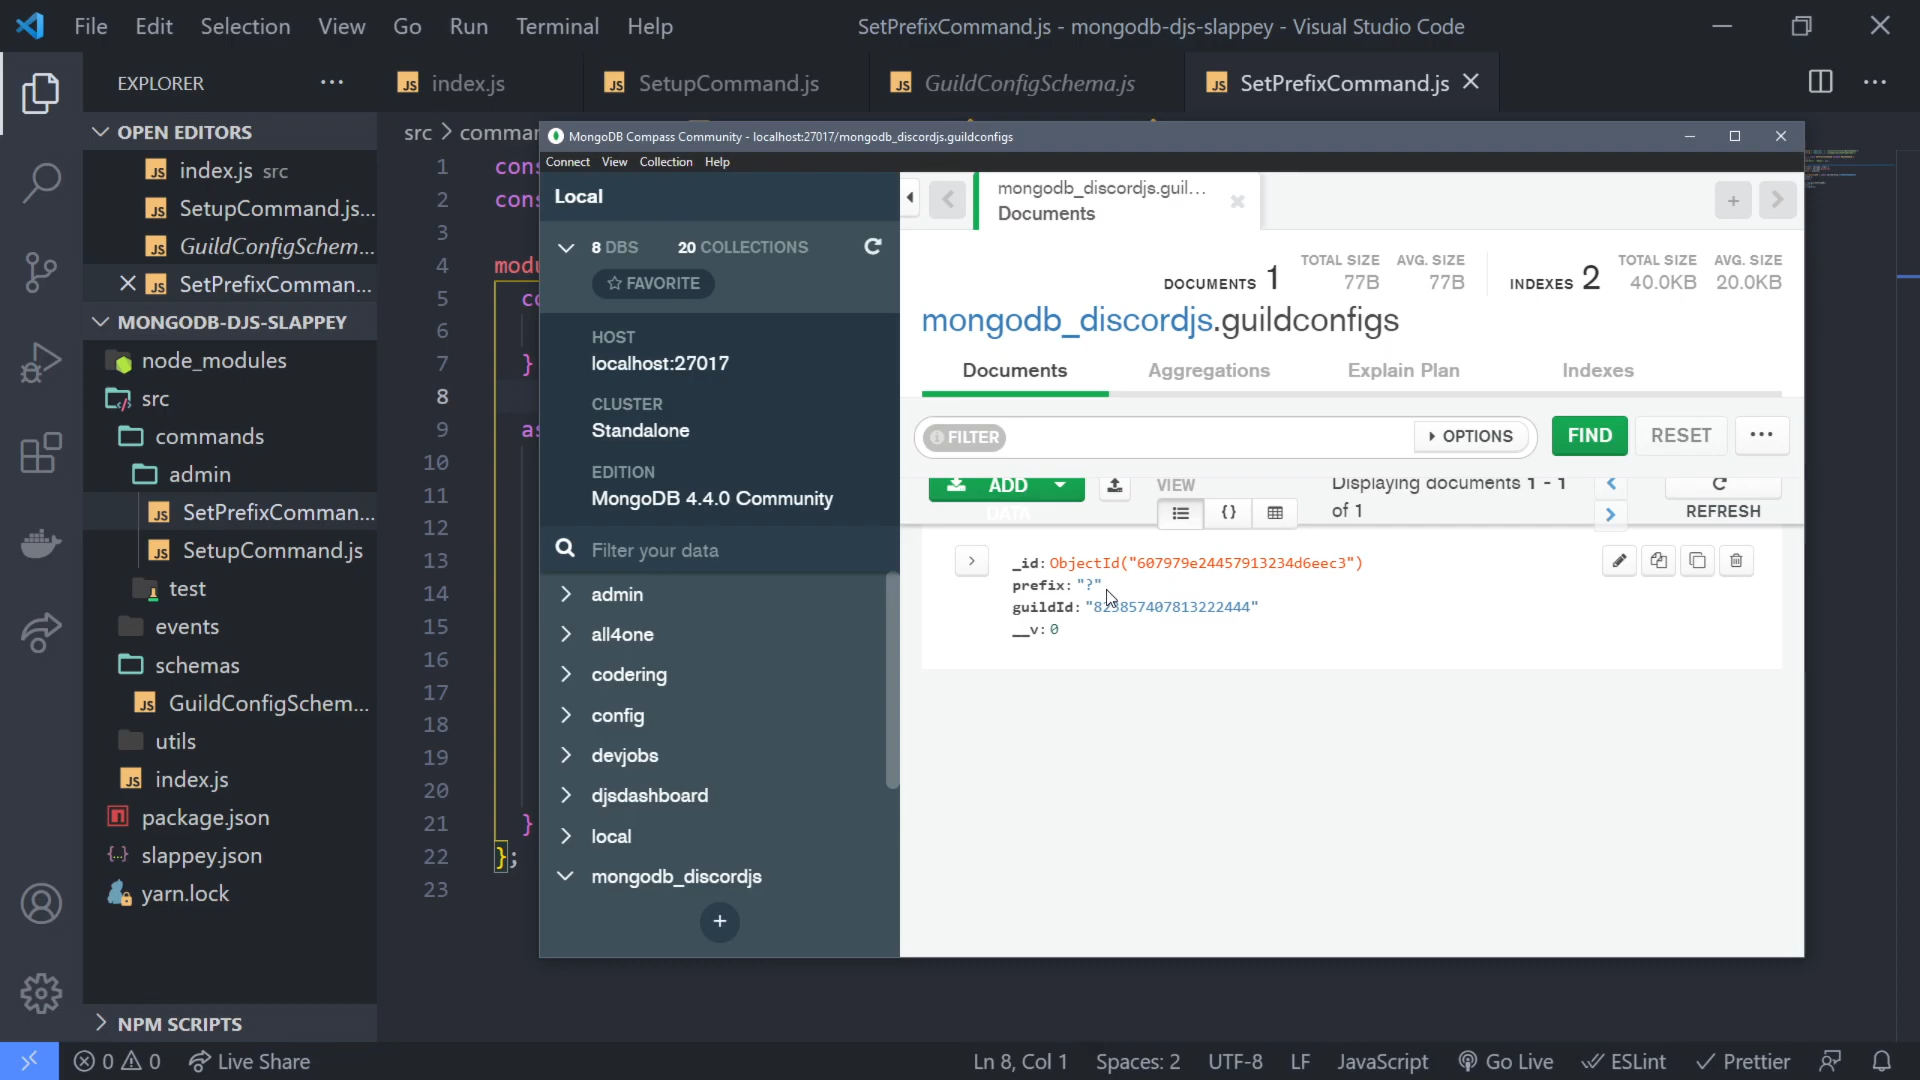 File Edit Selection View Go Run Terminal Help
SetPrefixCommand.js - mongodb-djs-slappey - Visual Studio Code
EXPLORER
index.js
SetupCommand.js
GuildConfigSchema.js
SetPrefixCommand.js
OPEN EDITORS
index.js src
SetupCommand.js...
GuildConfigSchem...
SetPrefixComman...
MONGODB-DJS-SLAPPEY
node_modules
src
commands
admin
SetPrefixComman...
SetupCommand.js
test
events
schemas
GuildConfigSchem...
utils
index.js
package.json
slappey.json
yarn.lock
NPM SCRIPTS
src > commar
1 cons
2 cons
3
4 modu
5 co
6
7 }
8
9 as
10
11
12
13
14
15
16
17
18
19
20
21 }
22 };
23
MongoDB Compass Community - localhost:27017/mongodb_discordjs.guildconfigs
Connect View Collection Help
Local
8 DBS 20 COLLECTIONS
FAVORITE
HOST
localhost:27017
CLUSTER
Standalone
EDITION
MongoDB 4.4.0 Community
Filter your data
admin
all4one
codering
config
devjobs
djsdashboard
local
mongodb_discordjs
+
mongodb_discordjs.guil...
Documents
DOCUMENTS 1
TOTAL SIZE 77B
AVG. SIZE 77B
INDEXES 2
TOTAL SIZE 40.0KB
AVG. SIZE 20.0KB
mongodb_discordjs.guildconfigs
Documents Aggregations Explain Plan Indexes
FILTER OPTIONS FIND RESET ...
ADD DATA
VIEW
{}
Displaying documents 1 - 1 of 1
REFRESH
_id: ObjectId("607979e24457913234d6eec3")
prefix: "?"
guildId: "823857407813222444"
__v: 0
0 0 Live Share
Ln 8, Col 1 Spaces: 2 UTF-8 LF JavaScript Go Live ESLint Prettier